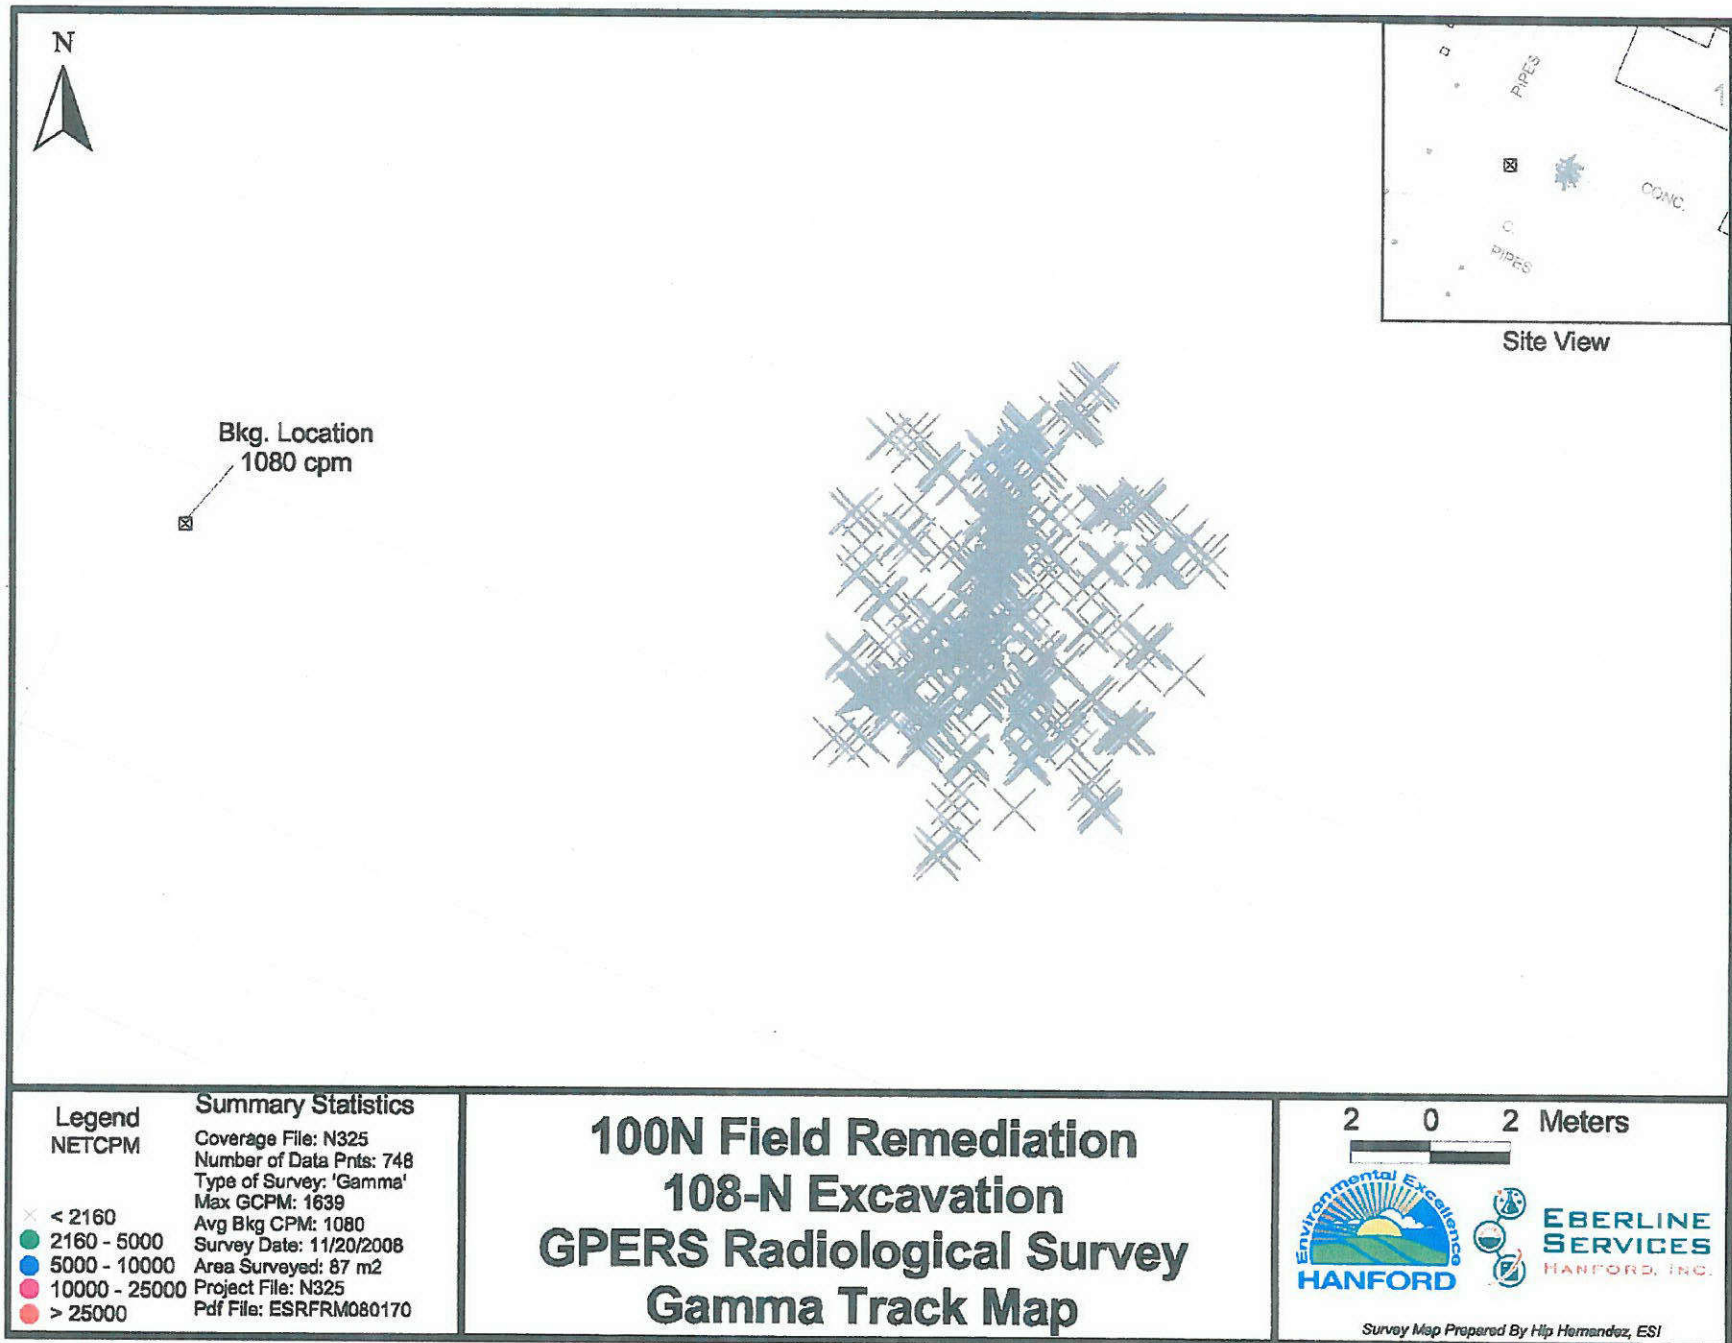 N
PIPES
CONC.
C.
PIPES
Site View
Bkg. Location
1080 cpm
Legend
NETCPM
< 2160
2160 - 5000
5000 - 10000
10000 - 25000
> 25000
Summary Statistics
Coverage File: N325
Number of Data Pnts: 748
Type of Survey: 'Gamma'
Max GCPM: 1639
Avg Bkg CPM: 1080
Survey Date: 11/20/2008
Area Surveyed: 87 m2
Project File: N325
Pdf File: ESRFRM080170
100N Field Remediation
108-N Excavation
GPERS Radiological Survey
Gamma Track Map
2 0 2 Meters
Environmental Excellence
HANFORD
EBERLINE
SERVICES
HANFORD, INC.
Survey Map Prepared By Hip Hernandez, ESI